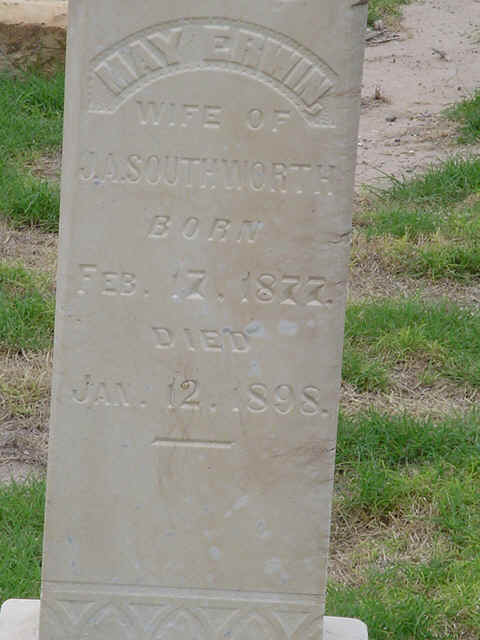 MAY ERWIN,
WIFE OF
J.A. SOUTHWORTH
BORN
FEB. 17. 1877.
DIED
JAN. 12. 1898.